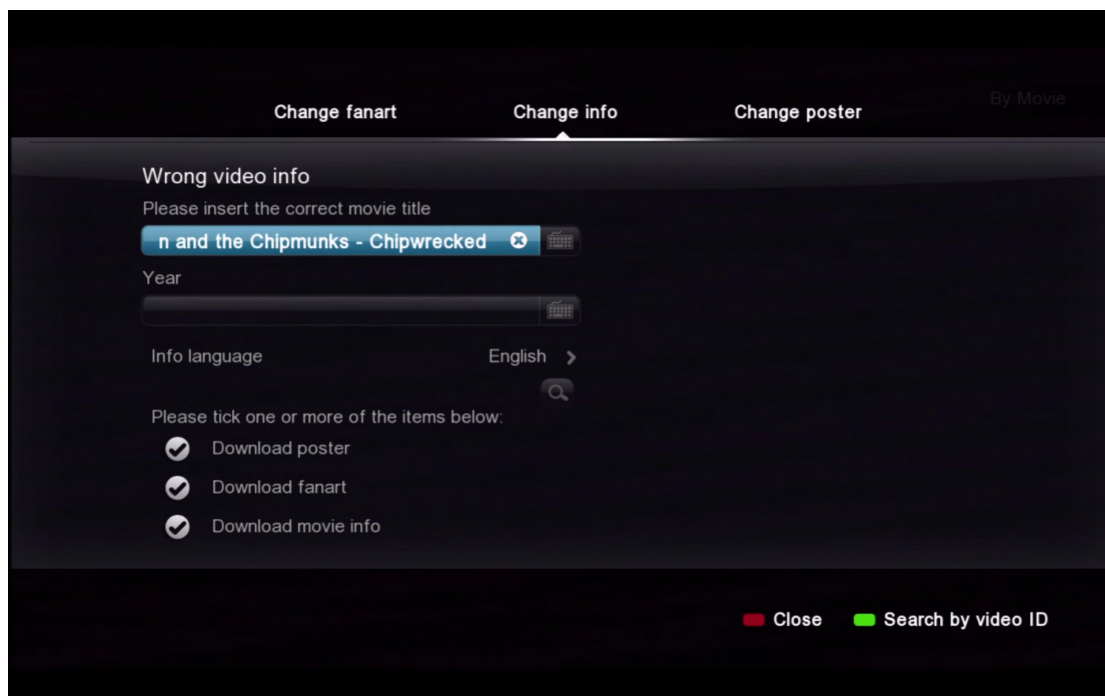 By Movie
Change fanart Change info Change poster
Wrong video info
Please insert the correct movie title
n and the Chipmunks - Chipwrecked
Year
Info language English
Please tick one or more of the items below:
Download poster
Download fanart
Download movie info
Close Search by video ID